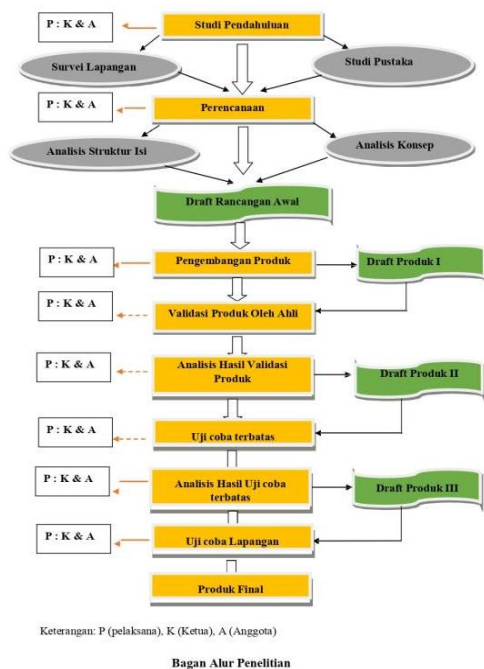 P : K & A
Studi Pendahuluan
Survei Lapangan
Studi Pustaka
P : K & A
Perencanaan
Analisis Struktur Isi
Analisis Konsep
Draft Rancangan Awal
P : K & A
Pengembangan Produk
Draft Produk I
P : K & A
Validasi Produk Oleh Ahli
P : K & A
Analisis Hasil Validasi
Produk
Draft Produk II
P : K & A
Uji coba terbatas
P : K & A
Analisis Hasil Uji coba
terbatas
Draft Produk III
P : K & A
Uji coba Lapangan
Produk Final
Keterangan: P (pelaksana), K (Ketua), A (Anggota)
Bagan Alur Penelitian